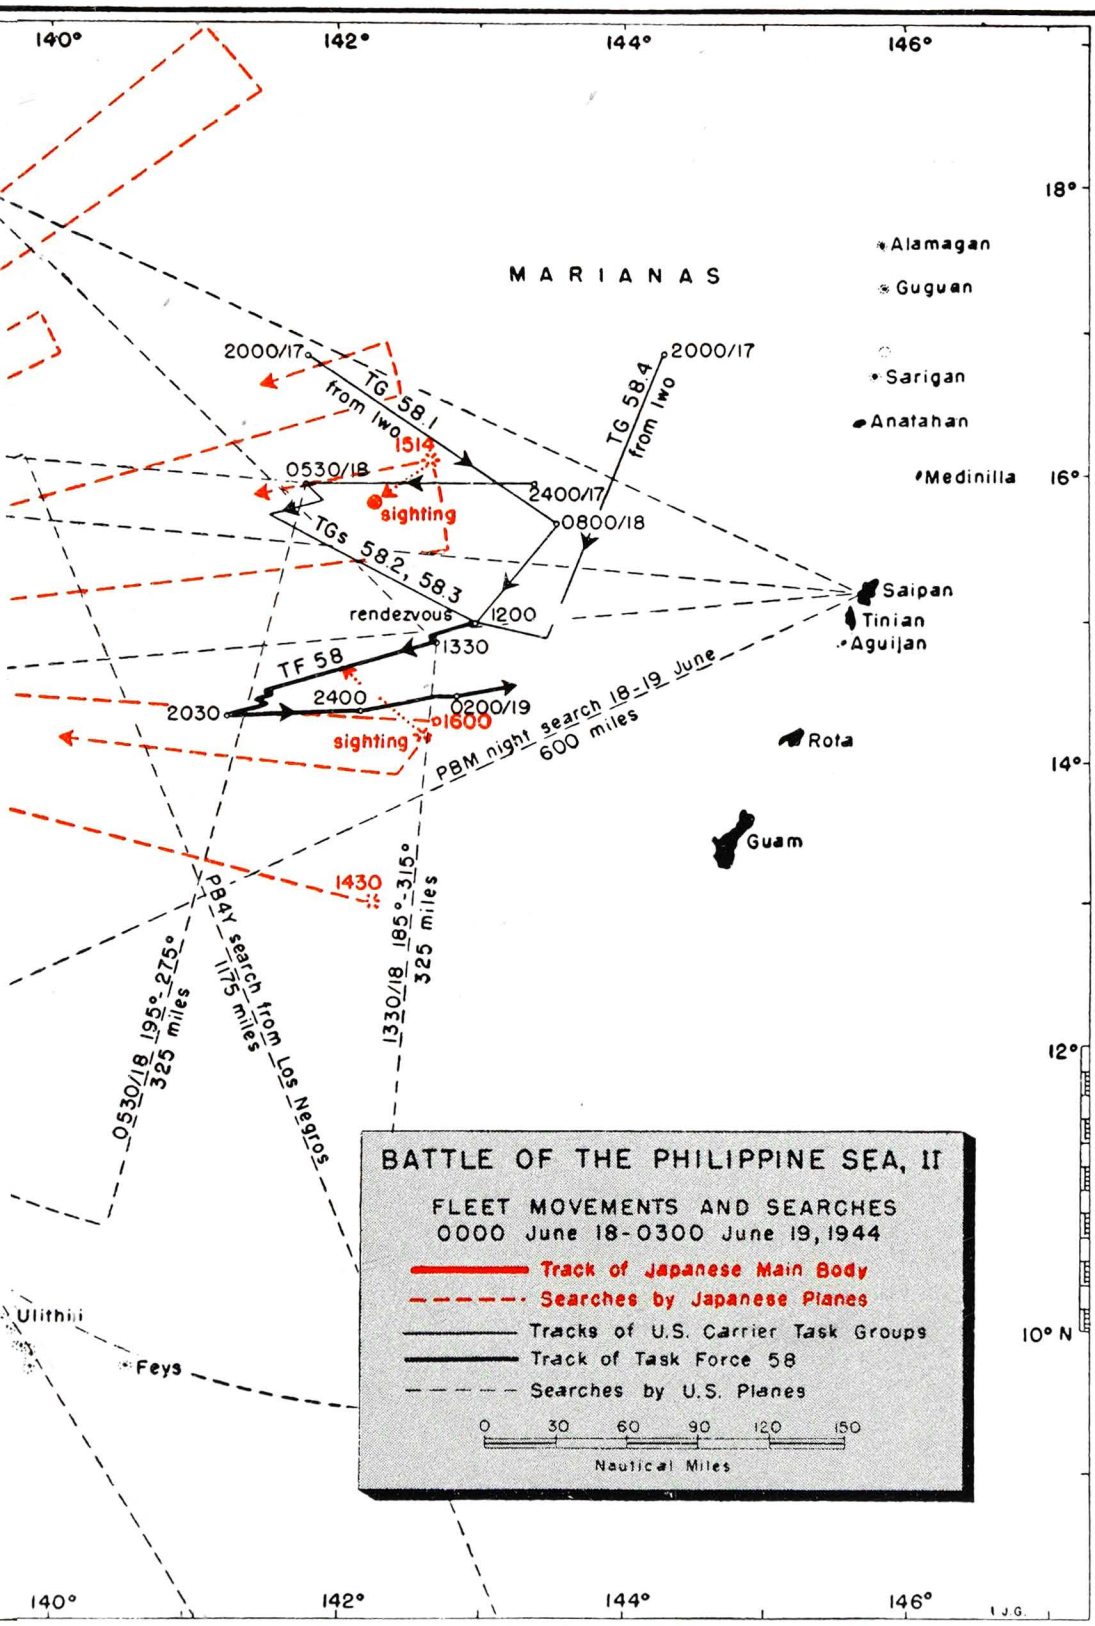 140° 142° 144° 146°
18°
Alamagan
MARIANAS
Guguan
2000/17
2000/17
TG 58.1
from Iwo
TG 58.4
from Iwo
Sarigan
Anatahan
1514
0530/18
16°
Medinilla
2400/17
sighting
0800/18
TGs 58.2, 58.3
Saipan
rendezvous
1200
Tinian
1330
Aguijan
TF 58
2400
0200/19
2030
1600
sighting
PBM night search 18-19 June
600 miles
Rota
14°
Guam
1430
1330/18 185°-315°
325 miles
PB4Y search from Los Negros
1175 miles
0530/18 195°-275°
325 miles
12°
BATTLE OF THE PHILIPPINE SEA, II
FLEET MOVEMENTS AND SEARCHES
0000 June 18-0300 June 19, 1944
Track of Japanese Main Body
Searches by Japanese Planes
Tracks of U.S. Carrier Task Groups
Track of Task Force 58
Searches by U.S. Planes
0 30 60 90 120 150
Nautical Miles
Ulithi
10° N
Feys
140° 142° 144° 146°
J.G.